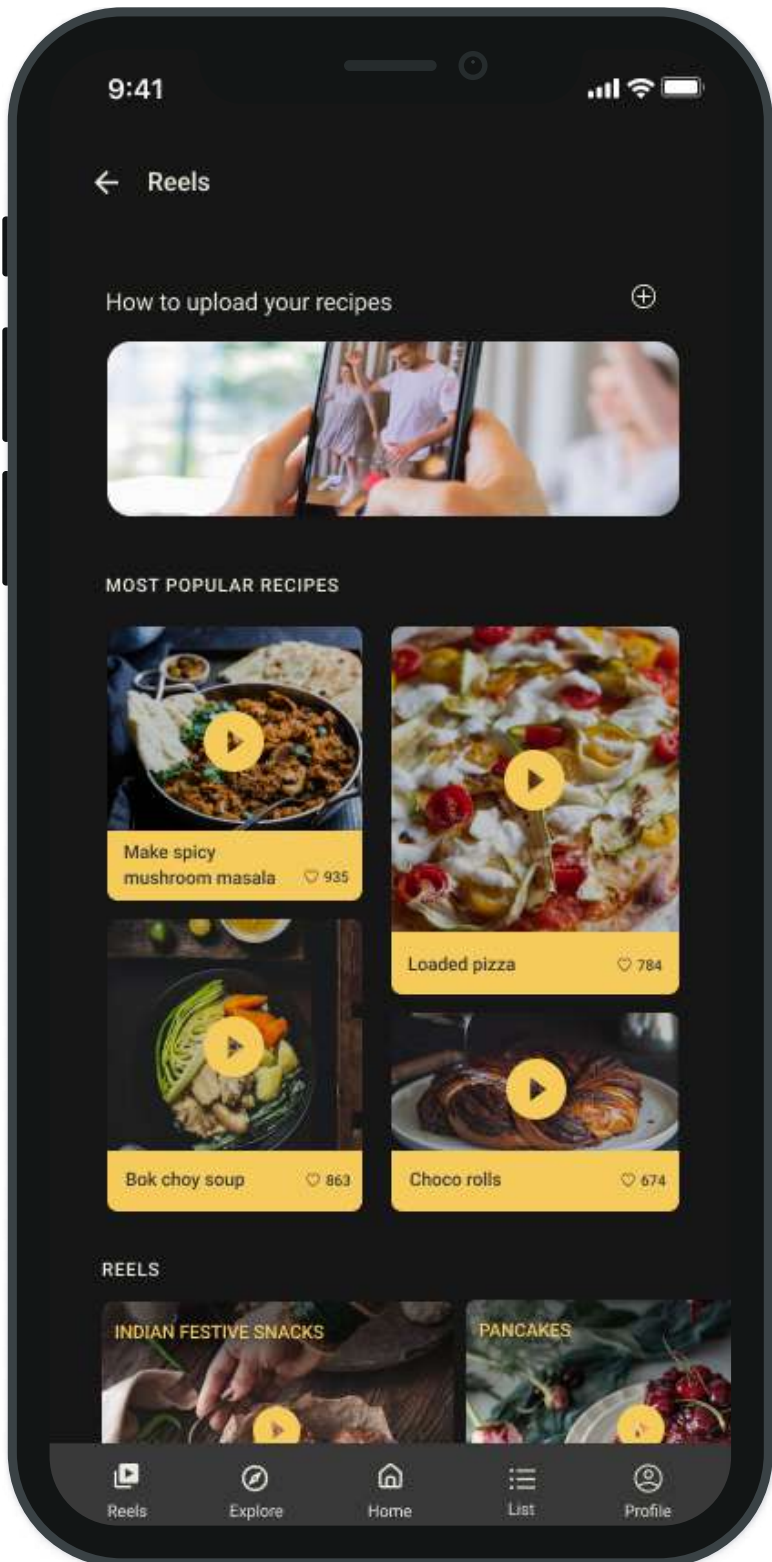 9:41
Reels
How to upload your recipes
MOST POPULAR RECIPES
Make spicy
mushroom masala
935
Loaded pizza
784
Bok choy soup
863
Choco rolls
674
REELS
INDIAN FESTIVE SNACKS
PANCAKES
Reels
Explore
Home
List
Profile